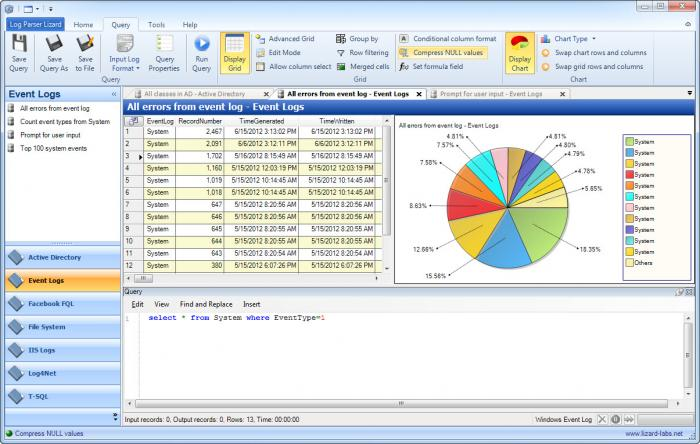 Log Parser Lizard Home Query Tools Help
Save Query
Save Query As
Save to File
Input Log Format
Query Properties
Run Query
Query
Display Grid
Advanced Grid
Edit Mode
Allow column select
Group by
Row filtering
Merged cells
Grid
Conditional column format
Compress NULL values
Set formula field
Display Chart
Chart Type
Swap chart rows and columns
Swap grid rows and columns
Chart
Event Logs
All errors from event log
Count event types from System
Prompt for user input
Top 100 system events
Active Directory
Event Logs
Facebook FQL
File System
IIS Logs
Log4Net
T-SQL
All classes in AD - Active Directory
All errors from event log - Event Logs
Prompt for user input - Event Logs
All errors from event log - Event Logs
EventLog RecordNumber TimeGenerated TimeWritten
1 System 2,467 6/15/2012 3:13:02 PM 6/15/2012 3:13:02 PM
2 System 2,091 6/6/2012 3:12:11 PM 6/6/2012 3:12:11 PM
3 System 1,702 5/16/2012 8:15:49 AM 5/16/2012 8:15:49 AM
4 System 1,160 5/15/2012 12:03:19 PM 5/15/2012 12:03:19 PM
5 System 1,019 5/15/2012 10:14:45 AM 5/15/2012 10:14:45 AM
6 System 1,018 5/15/2012 10:14:45 AM 5/15/2012 10:14:45 AM
7 System 647 5/15/2012 8:20:56 AM 5/15/2012 8:20:56 AM
8 System 646 5/15/2012 8:20:56 AM 5/15/2012 8:20:56 AM
9 System 645 5/15/2012 8:20:55 AM 5/15/2012 8:20:55 AM
10 System 644 5/15/2012 8:20:55 AM 5/15/2012 8:20:55 AM
11 System 643 5/15/2012 8:20:54 AM 5/15/2012 8:20:54 AM
12 System 380 5/15/2012 6:07:26 PM 5/15/2012 6:07:26 PM
All errors from event log - Event Logs
4.81%
4.81%
7.57%
4.80%
4.79%
7.58%
4.78%
5.65%
8.63%
12.66%
18.35%
15.56%
System
System
System
System
System
System
System
System
System
System
Others
Query
Edit View Find and Replace Insert
1 select * from System where EventType=1
Input records: 0, Output records: 0, Rows: 13, Time: 00:00:00
Windows Event Log
Compress NULL values
www.lizard-labs.net